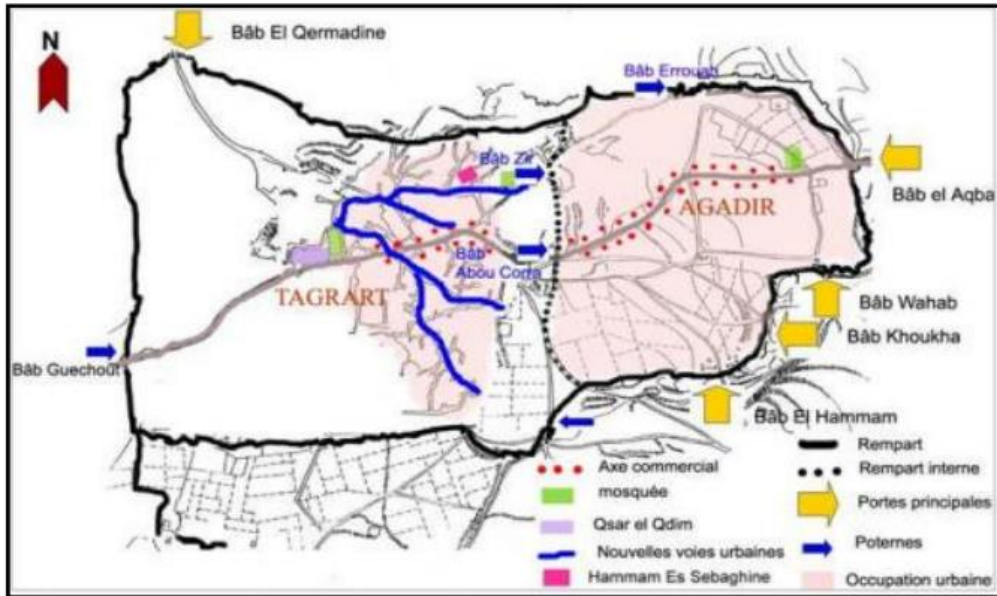 Bâb El Qermadine
N
Bâb Errouah
Bâb Zir
Bâb el Aqba
AGADIR
Bâb
Abou Corra
TAGRART
Bâb Wahab
Bâb Khoukha
Bâb Guechout
Bâb El Hammam
Axe commercial
mosquée
Qsar el Qdim
Nouvelles voies urbaines
Hammam Es Sebaghine
Rempart
Rempart interne
Portes principales
Poternes
Occupation urbaine